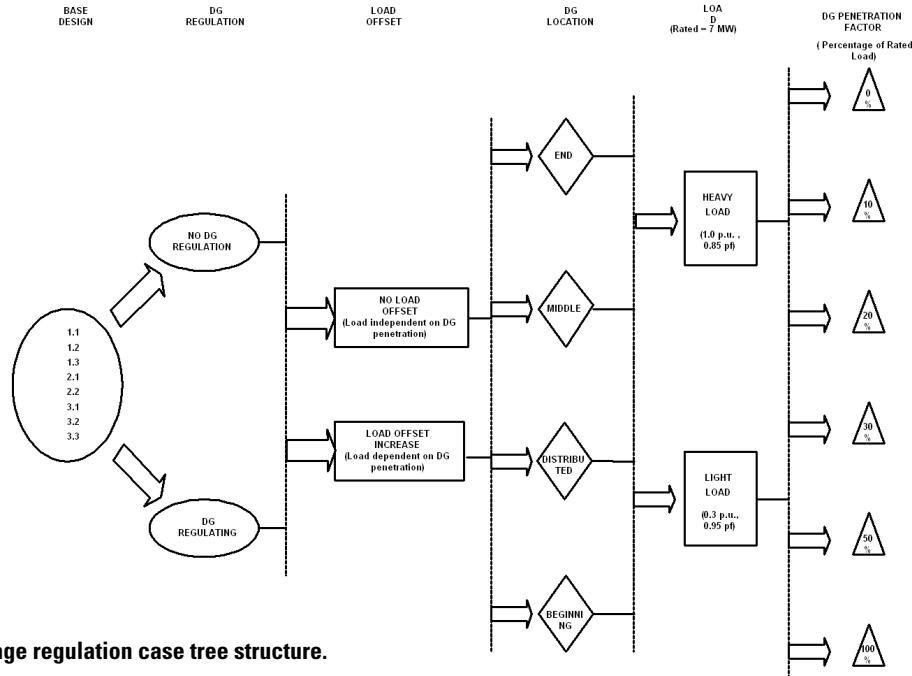 BASE
DESIGN
DG
REGULATION
LOAD
OFFSET
DG
LOCATION
LOA
D
(Rated = 7 MW)
DG PENETRATION
FACTOR
( Percentage of Rated
Load)
1.1
1.2
1.3
2.1
2.2
3.1
3.2
3.3
NO DG
REGULATION
DG
REGULATING
NO LOAD
OFFSET
(Load independent on DG
penetration)
LOAD OFFSET
INCREASE
(Load dependent on DG
penetration)
END
MIDDLE
DISTRIBU
TED
BEGINNI
NG
HEAVY
LOAD
(1.0 p.u. ,
0.85 pf)
LIGHT
LOAD
(0.3 p.u.,
0.95 pf)
0
%
10
%
20
%
30
%
50
%
100
%
age regulation case tree structure.